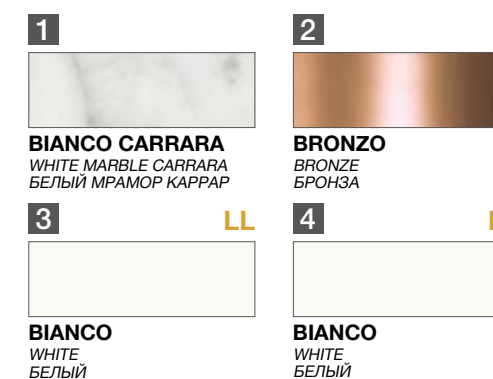 1
2
BIANCO CARRARA
WHITE MARBLE CARRARA
БЕЛЫЙ МРАМОР КАРРАР
BRONZO
BRONZE
БРОНЗА
3
LL
4
BIANCO
WHITE
БЕЛЫЙ
BIANCO
WHITE
БЕЛЫЙ